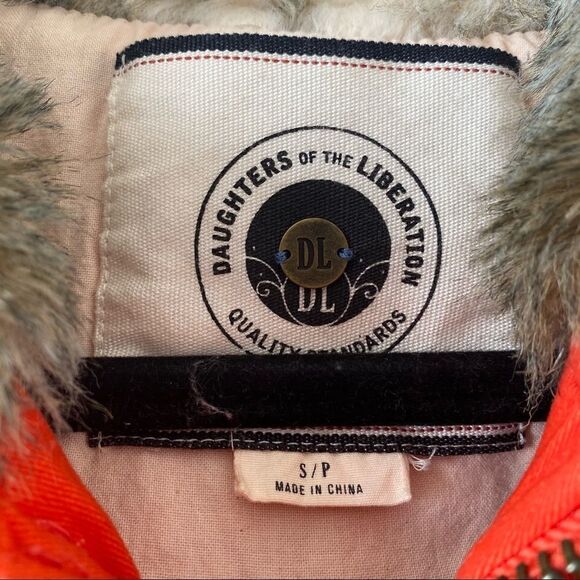 DAUGHTERS OF THE LIBERATION
DL
DL
QUALITY STANDARDS
S/P
MADE IN CHINA